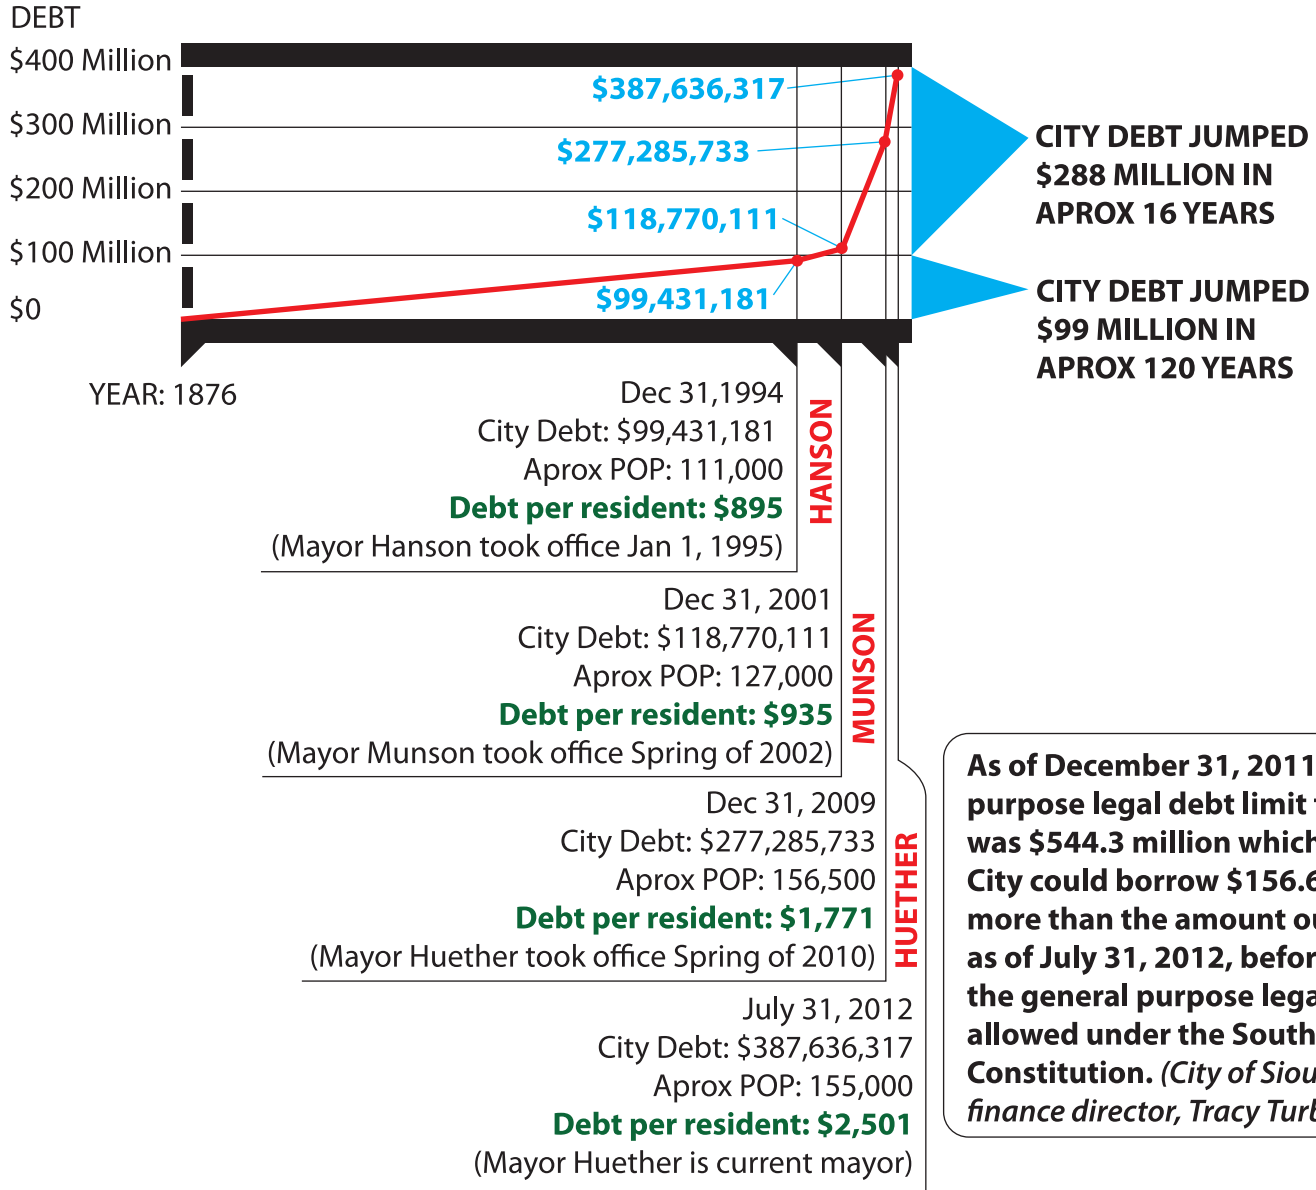 DEBT
$400 Million
$300 Million
$200 Million
$100 Million
$0
$387,636,317
$277,285,733
$118,770,111
$99,431,181
CITY DEBT JUMPED
$288 MILLION IN
APROX 16 YEARS
CITY DEBT JUMPED
$99 MILLION IN
APROX 120 YEARS
YEAR: 1876
Dec 31,1994
City Debt: $99,431,181
Aprox POP: 111,000
Debt per resident: $895
(Mayor Hanson took office Jan 1, 1995)
HANSON
Dec 31, 2001
City Debt: $118,770,111
Aprox POP: 127,000
Debt per resident: $935
(Mayor Munson took office Spring of 2002)
MUNSON
Dec 31, 2009
City Debt: $277,285,733
Aprox POP: 156,500
Debt per resident: $1,771
(Mayor Huether took office Spring of 2010)
HUETHER
July 31, 2012
City Debt: $387,636,317
Aprox POP: 155,000
Debt per resident: $2,501
(Mayor Huether is current mayor)
As of December 31, 2011
purpose legal debt limit
was $544.3 million which
City could borrow $156.6
more than the amount
as of July 31, 2012,
the general purpose
allowed under the South
Constitution. (City of
finance director, Tracy